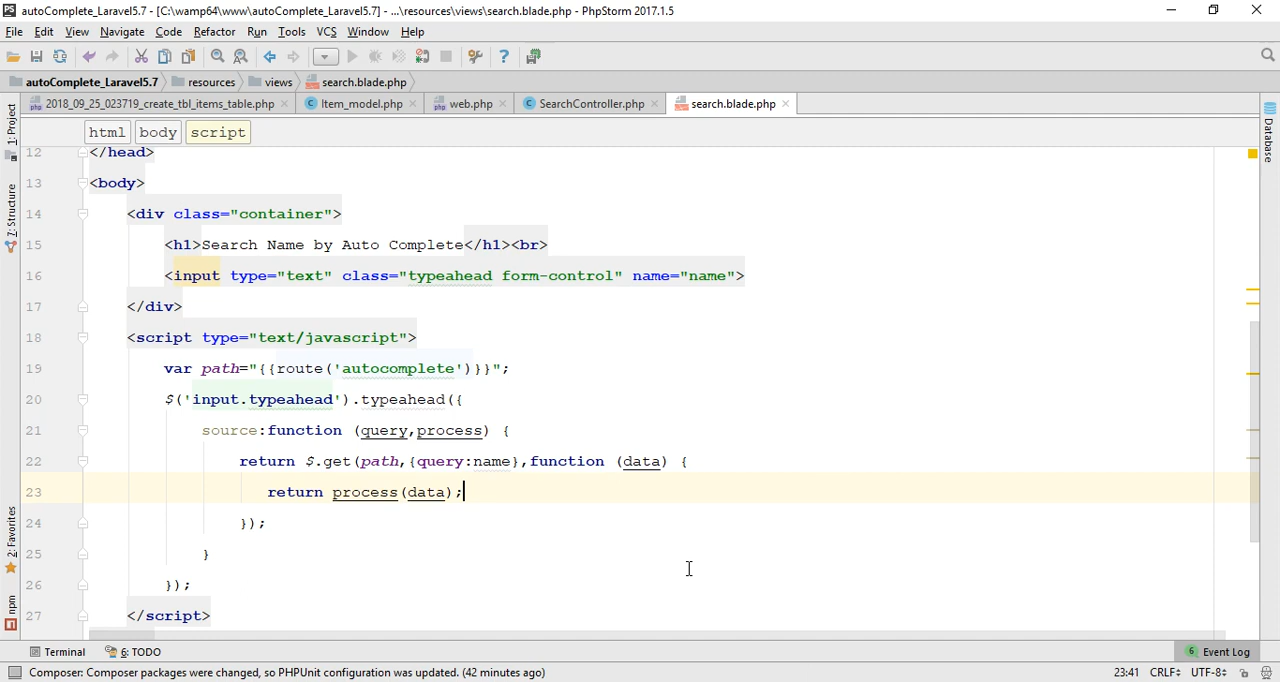 autoComplete_Laravel5.7 - [C:\wamp64\www\autoComplete_Laravel5.7] - ...\resources\views\search.blade.php - PhpStorm 2017.1.5
File Edit View Navigate Code Refactor Run Tools VCS Window Help
autoComplete_Laravel5.7 resources views search.blade.php
2018_09_25_023719_create_tbl_items_table.php Item_model.php web.php SearchController.php search.blade.php
html body script
12 </head>
13 <body>
14 <div class="container">
15 <h1>Search Name by Auto Complete</h1><br>
16 <input type="text" class="typeahead form-control" name="name">
17 </div>
18 <script type="text/javascript">
19 var path="{{route('autocomplete')}}";
20 $('input.typeahead').typeahead({
21 source:function (query,process) {
22 return $.get(path,{query:name},function (data) {
23 return process(data);
24 });
25 }
26 });
27 </script>
1: Project
7: Structure
2: Favorites
npm
Database
Terminal 6: TODO 6 Event Log
Composer: Composer packages were changed, so PHPUnit configuration was updated. (42 minutes ago) 23:41 CRLF UTF-8